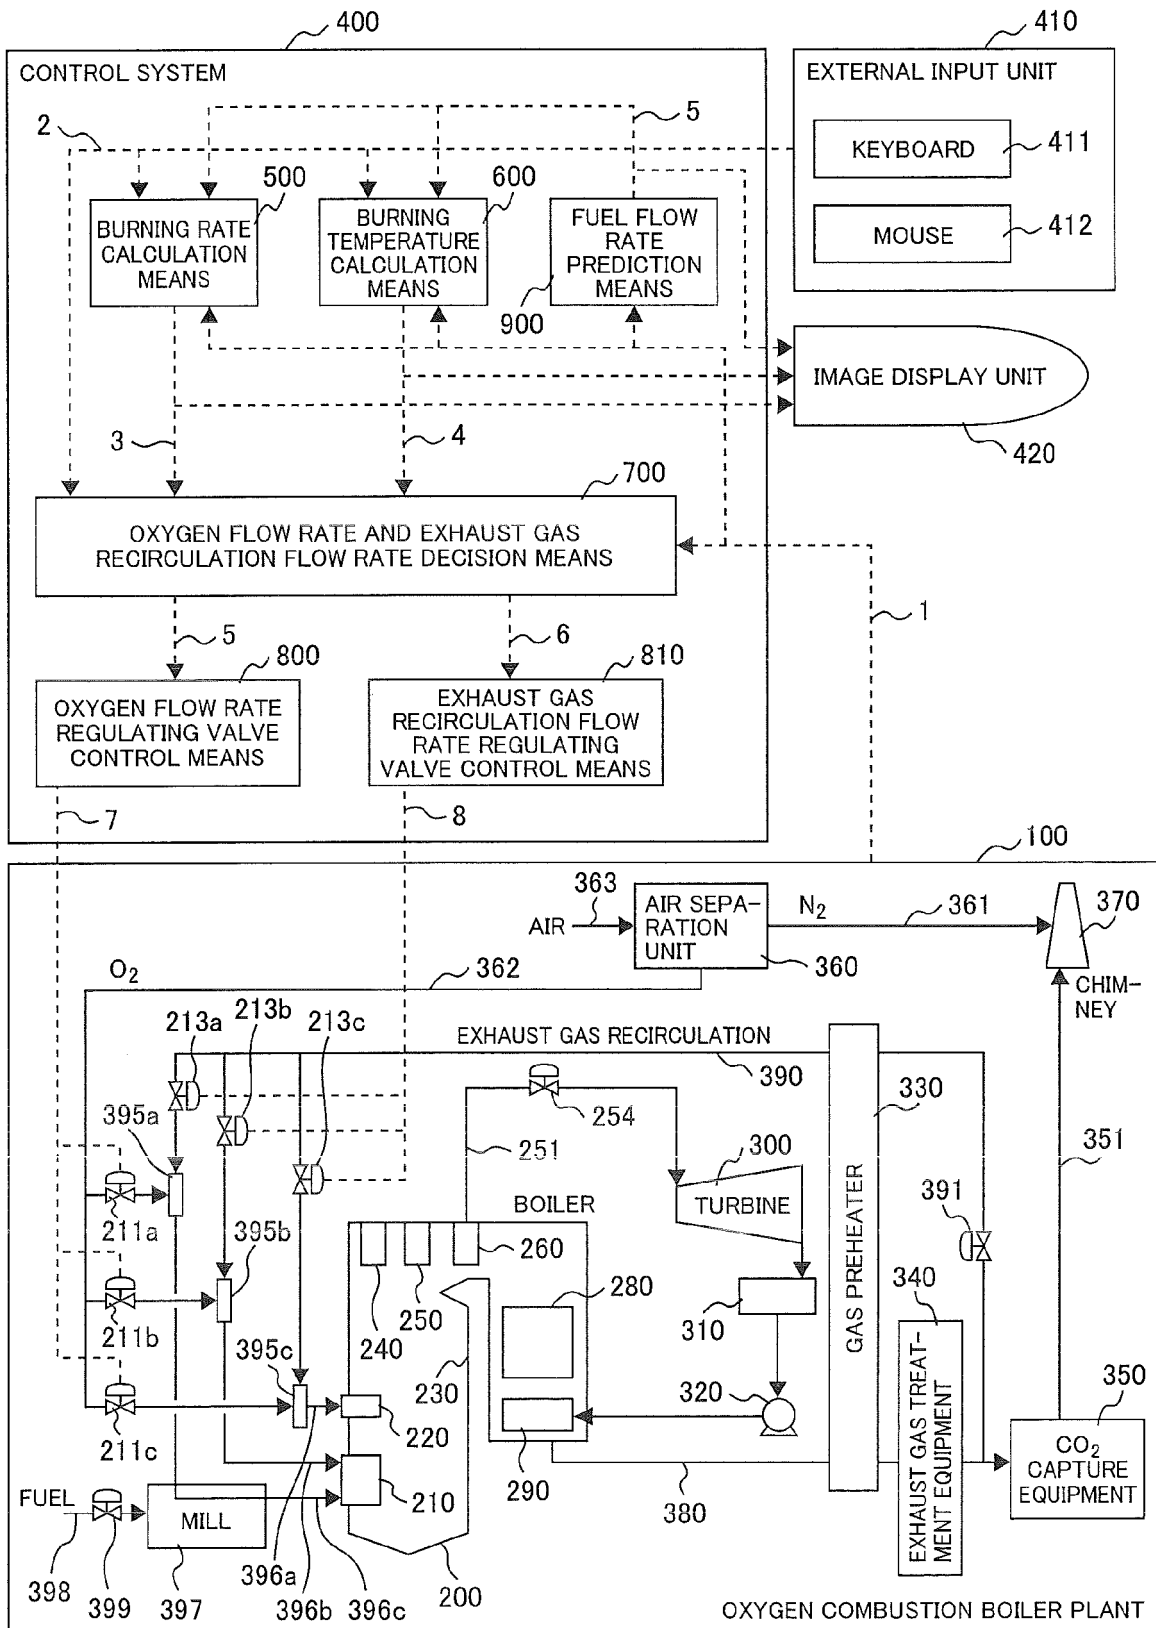 400
410
CONTROL SYSTEM
EXTERNAL INPUT UNIT
KEYBOARD
411
MOUSE
412
2
5
500
BURNING RATE
CALCULATION
MEANS
600
BURNING
TEMPERATURE
CALCULATION
MEANS
FUEL FLOW
RATE
PREDICTION
MEANS
900
IMAGE DISPLAY UNIT
420
3
4
700
OXYGEN FLOW RATE AND EXHAUST GAS
RECIRCULATION FLOW RATE DECISION MEANS
1
5
6
800
OXYGEN FLOW RATE
REGULATING VALVE
CONTROL MEANS
810
EXHAUST GAS
RECIRCULATION FLOW
RATE REGULATING
VALVE CONTROL MEANS
7
8
100
363
AIR
AIR SEPA-
RATION
UNIT
360
N2
361
370
CHIM-
NEY
O2
362
213a
213b
213c
EXHAUST GAS RECIRCULATION
390
330
395a
254
251
300
TURBINE
351
391
211a
395b
BOILER
260
GAS PREHEATER
240
250
280
310
340
211b
395c
230
320
350
211c
220
290
380
EXHAUST GAS TREAT-
MENT EQUIPMENT
CO2
CAPTURE
EQUIPMENT
FUEL
MILL
210
398
399
397
396a
396b
396c
200
OXYGEN COMBUSTION BOILER PLANT